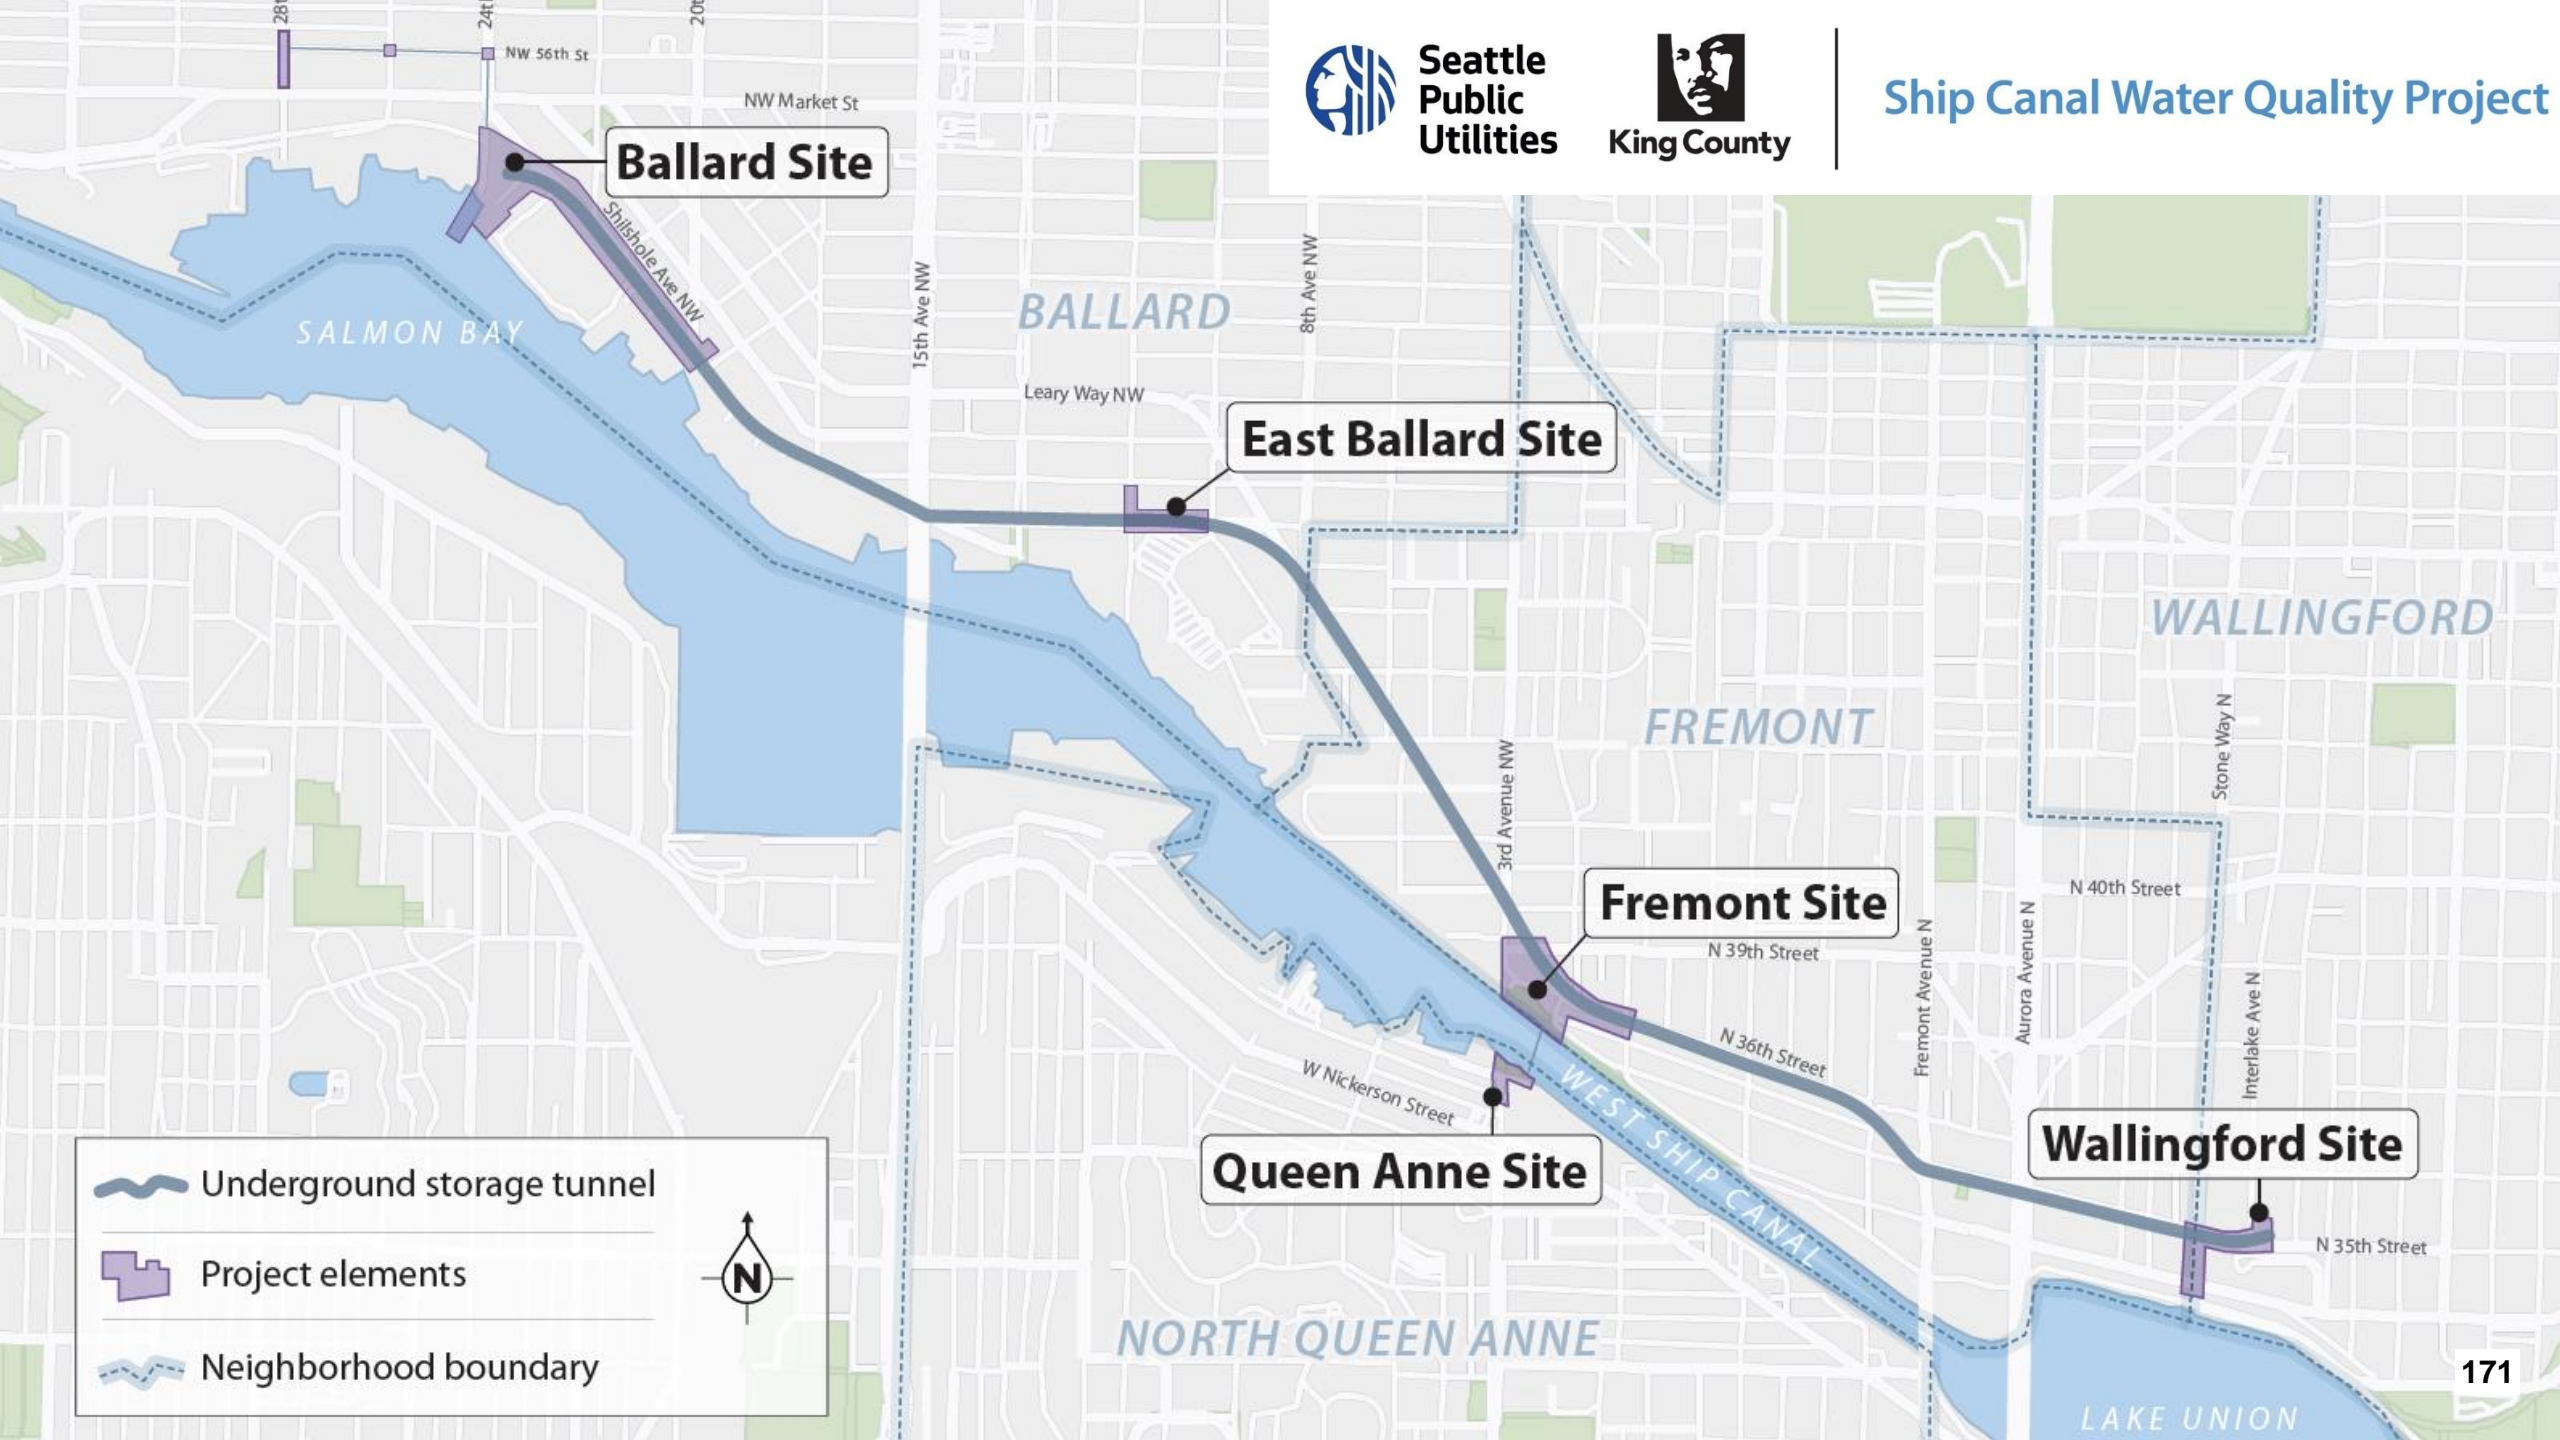 28t
24t
20t
NW 56th St
NW Market St
Seattle
Public
Utilities
King County
Ship Canal Water Quality Project
Ballard Site
Shilshole Ave NW
SALMON BAY
15th Ave NW
BALLARD
8th Ave NW
Leary Way NW
East Ballard Site
WALLINGFORD
FREMONT
Stone Way N
3rd Avenue NW
Fremont Site
N 40th Street
N 39th Street
Fremont Avenue N
Aurora Avenue N
Interlake Ave N
N 36th Street
W Nickerson Street
WEST SHIP CANAL
Queen Anne Site
Wallingford Site
N 35th Street
Underground storage tunnel
Project elements
Neighborhood boundary
N
NORTH QUEEN ANNE
171
LAKE UNION